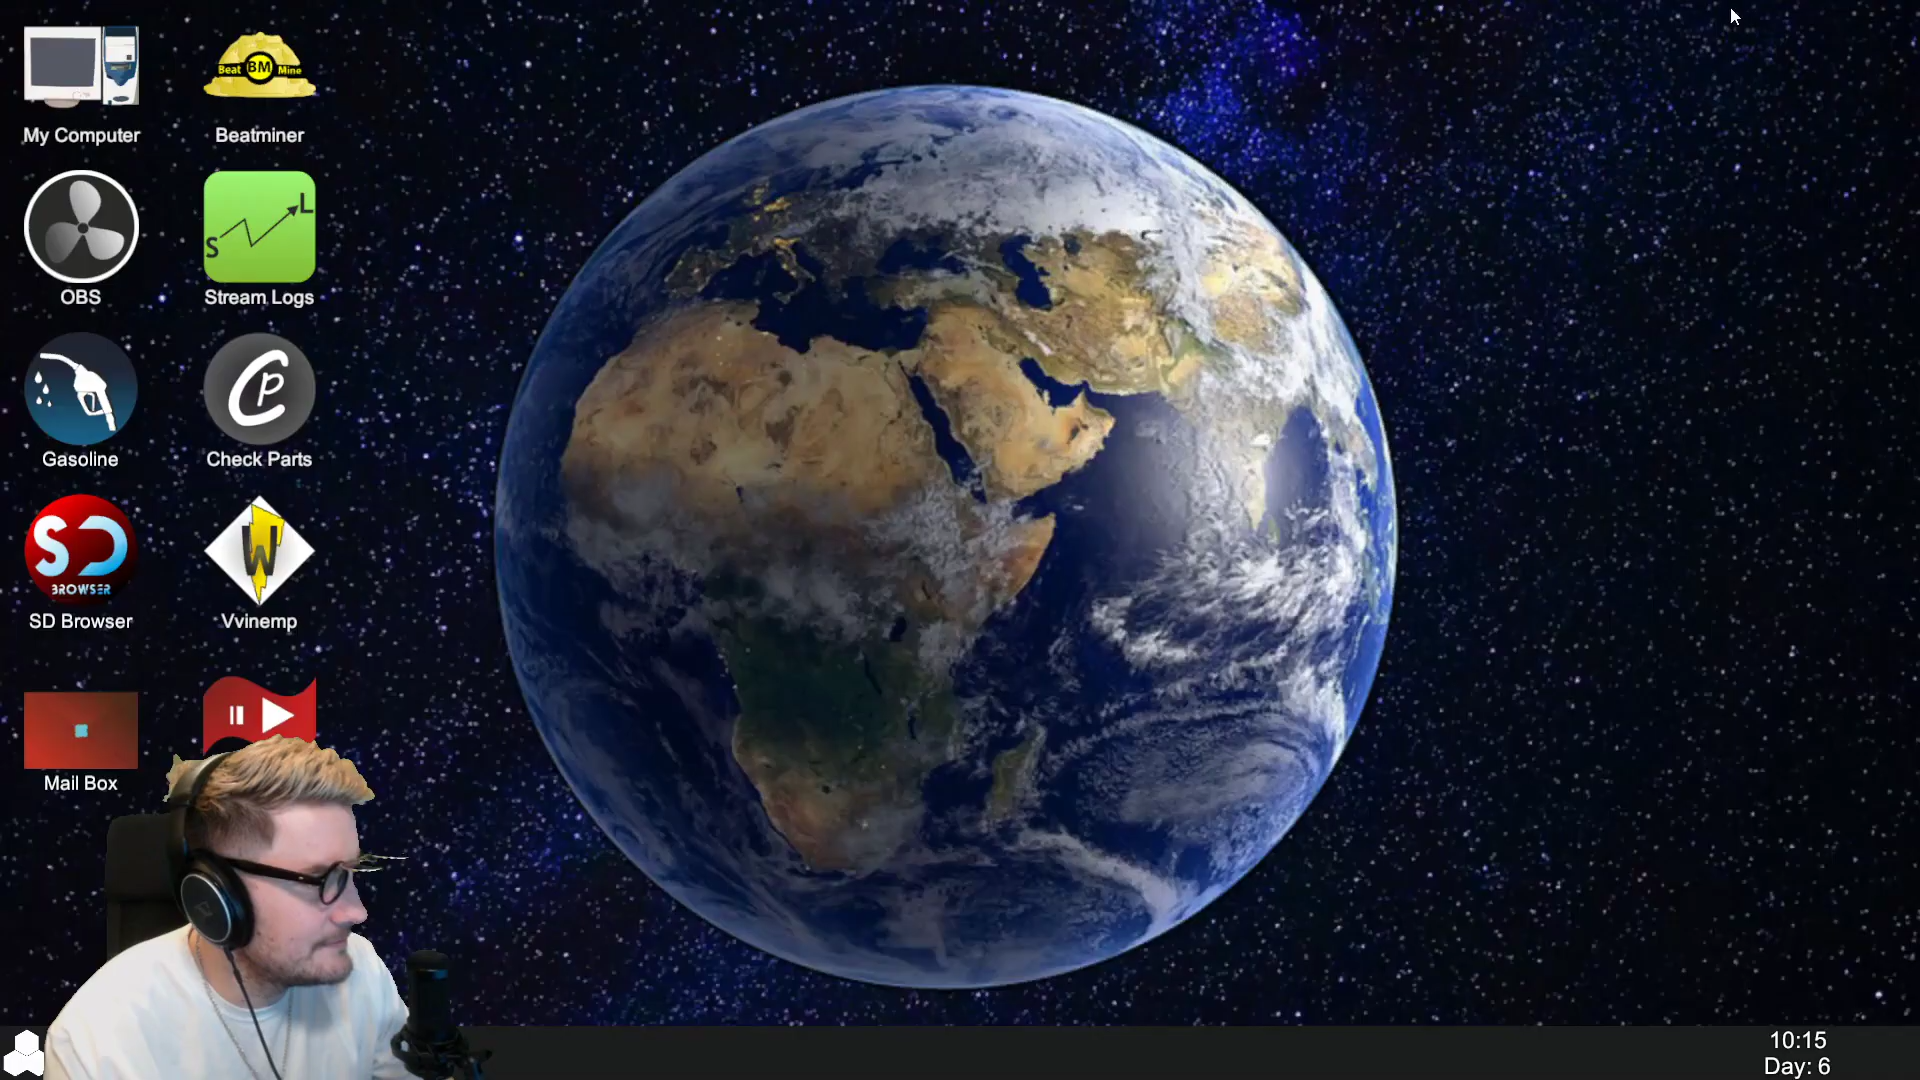 My Computer
Beat BM Mine
Beatminer
OBS
S L
Stream Logs
Gasoline
CP
Check Parts
SD
BROWSER
SD Browser
W
Vvinemp
Mail Box
10:15
Day: 6